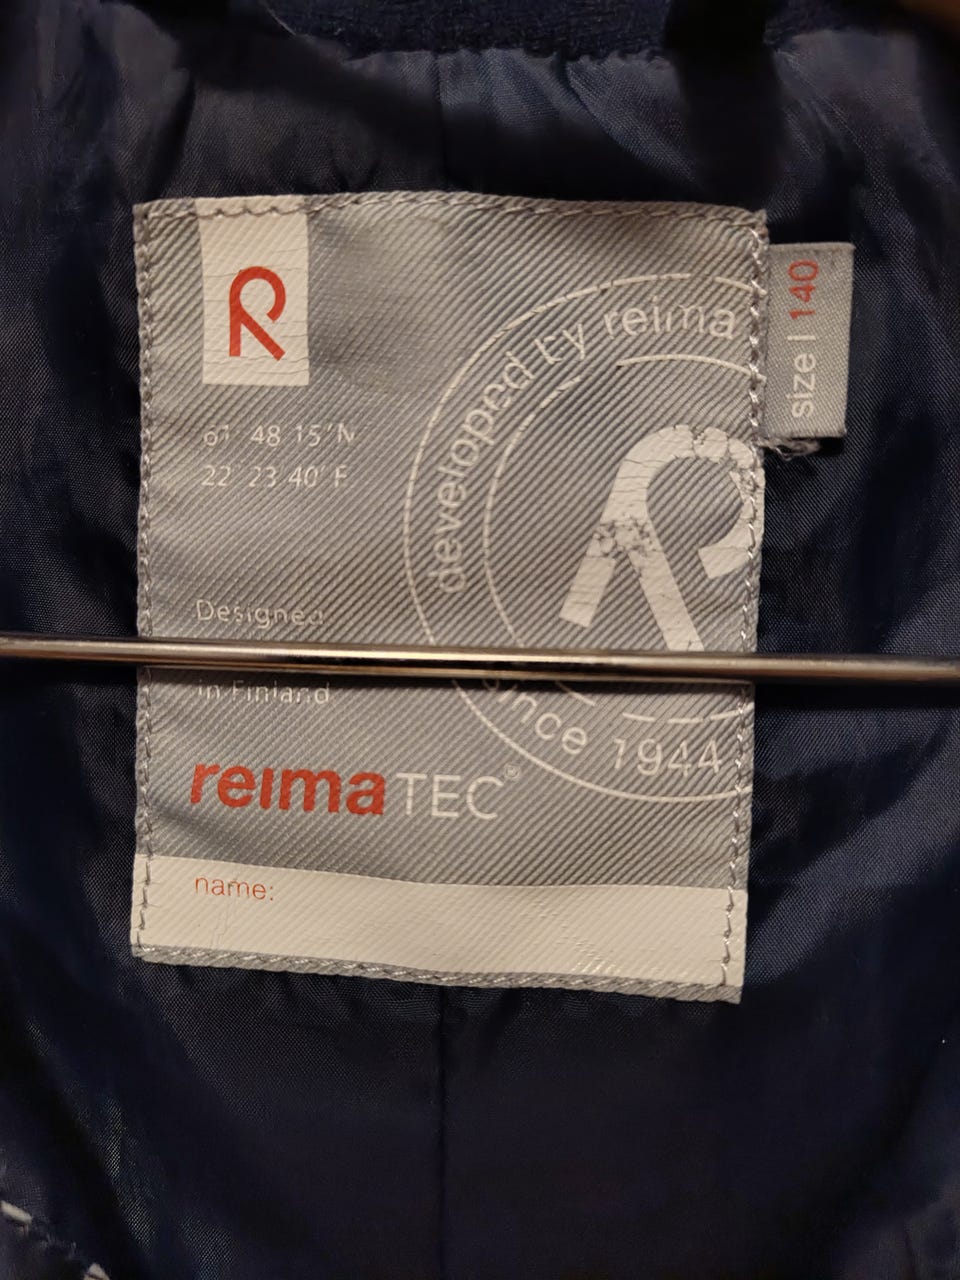 R
61 48 15'N
22 23 40' E
developed by reima
since 1944
size | 140
Designed
in Finland
reimaTEC®
name: